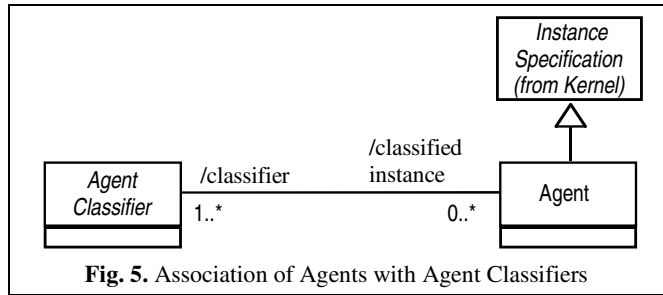 Instance
Specification
(from Kernel)
Agent
Classifier
/classifier
1..*
/classified
instance
0..*
Agent
Fig. 5. Association of Agents with Agent Classifiers